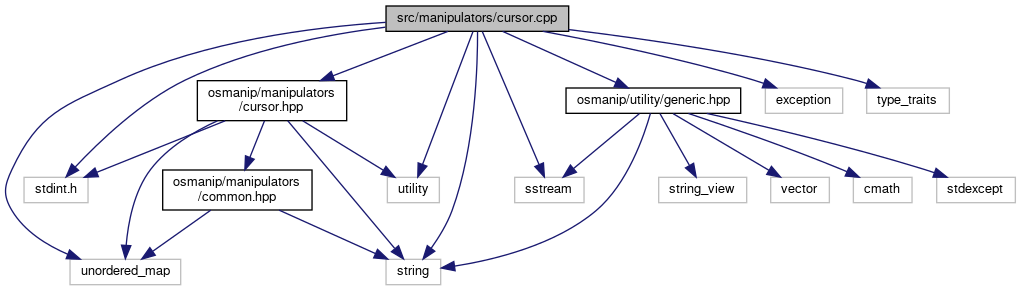 src/manipulators/cursor.cpp
osmanip/manipulators
/cursor.hpp
osmanip/utility/generic.hpp
exception
type_traits
stdint.h
osmanip/manipulators
/common.hpp
utility
sstream
string_view
vector
cmath
stdexcept
unordered_map
string